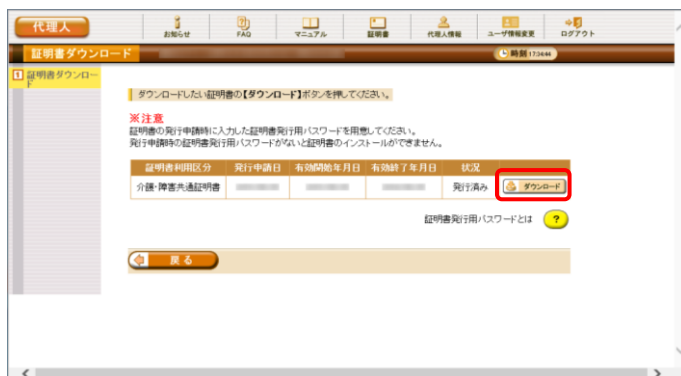 代理人
お知らせ
FAQ
マニュアル
証明書
代理人情報
ユーザ情報変更
ログアウト
証明書ダウンロード
時刻
1 証明書ダウンロー
ド
ダウンロードしたい証明書の【ダウンロード】ボタンを押してください。
※注意
証明書の発行申請時に入力した証明書発行用パスワードを用意してください。
発行申請時の証明書発行用パスワードがないと証明書のインストールができません。
証明書利用区分 発行申請日 有効開始年月日 有効終了年月日 状況
介護・障害共通証明書 発行済み ダウンロード
証明書発行用パスワードとは ?
戻る